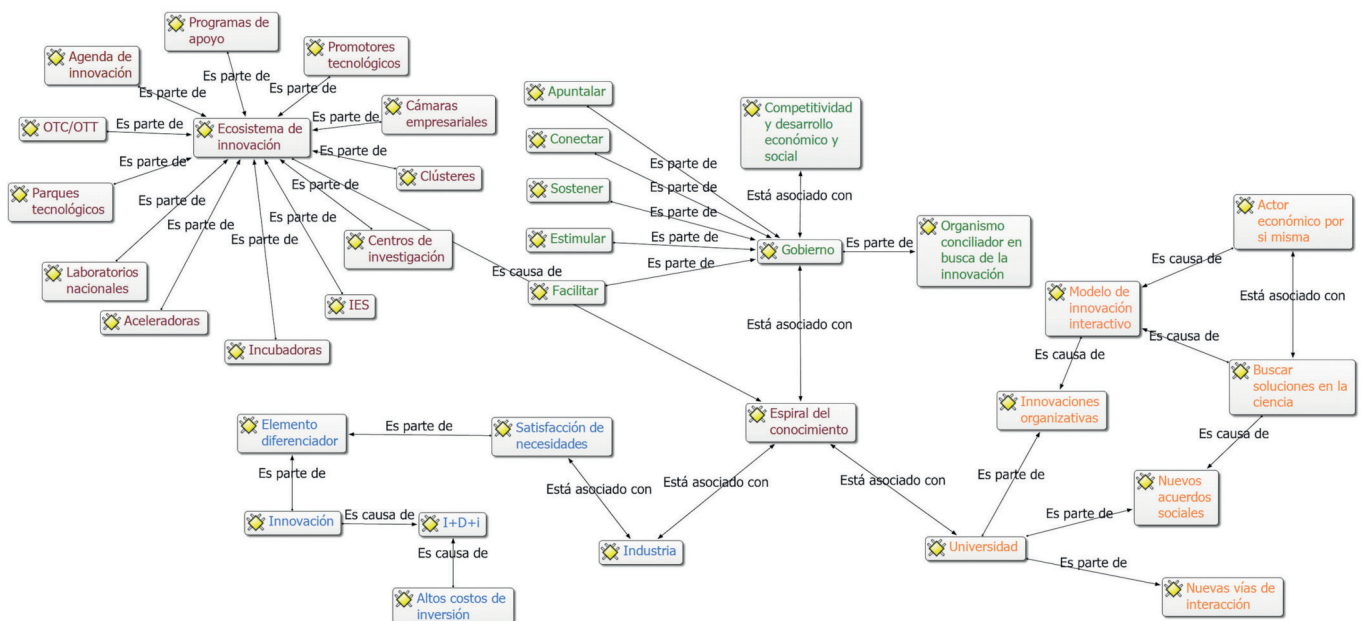 Programas de
apoyo
Promotores
tecnológicos
Agenda de
innovación
Es parte de
Es parte de
Es parte de
Cámaras
empresariales
Es parte de
OTC/OTT
Es parte de
Ecosistema de
innovación
Es parte de
Clústeres
Parques
tecnológicos
Es parte de
Es parte de
Es parte de
Es parte de
Es parte de
Es parte de
Centros de
investigación
Laboratorios
nacionales
IES
Aceleradoras
Incubadoras
Es causa de
Apuntalar
Conectar
Sostener
Estimular
Facilitar
Es parte de
Es parte de
Es parte de
Es parte de
Es parte de
Competitividad
y desarrollo
económico y
social
Está asociado con
Gobierno
Es parte de
Organismo
conciliador en
busca de la
innovación
Está asociado con
Espiral del
conocimiento
Está asociado con
Está asociado con
Elemento
diferenciador
Es parte de
Satisfacción de
necesidades
Es parte de
Está asociado con
Innovación
Es causa de
I+D+i
Es causa de
Altos costos de
inversión
Industria
Actor
económico por
si misma
Es causa de
Modelo de
innovación
interactivo
Está asociado con
Es causa de
Es causa de
Buscar
soluciones en la
ciencia
Innovaciones
organizativas
Es causa de
Es parte de
Nuevos
acuerdos
sociales
Es parte de
Universidad
Es parte de
Nuevas vías de
interacción